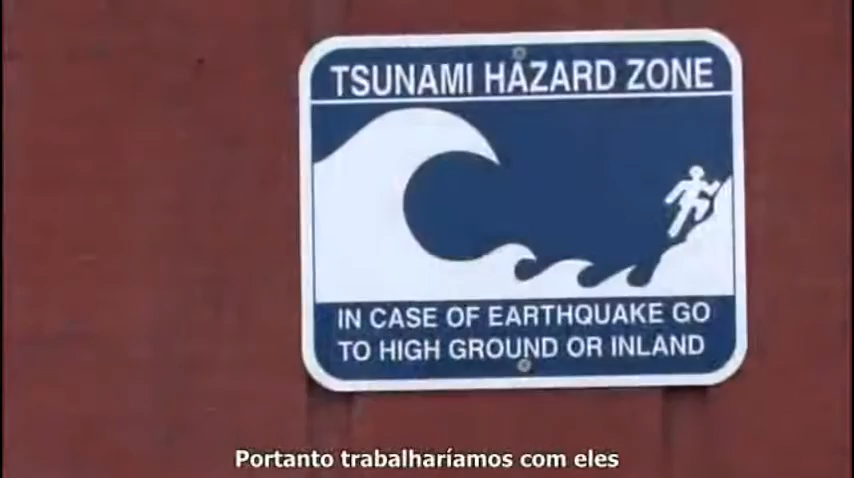 TSUNAMI HAZARD ZONE
IN CASE OF EARTHQUAKE GO
TO HIGH GROUND OR INLAND
Portanto trabalharíamos com eles